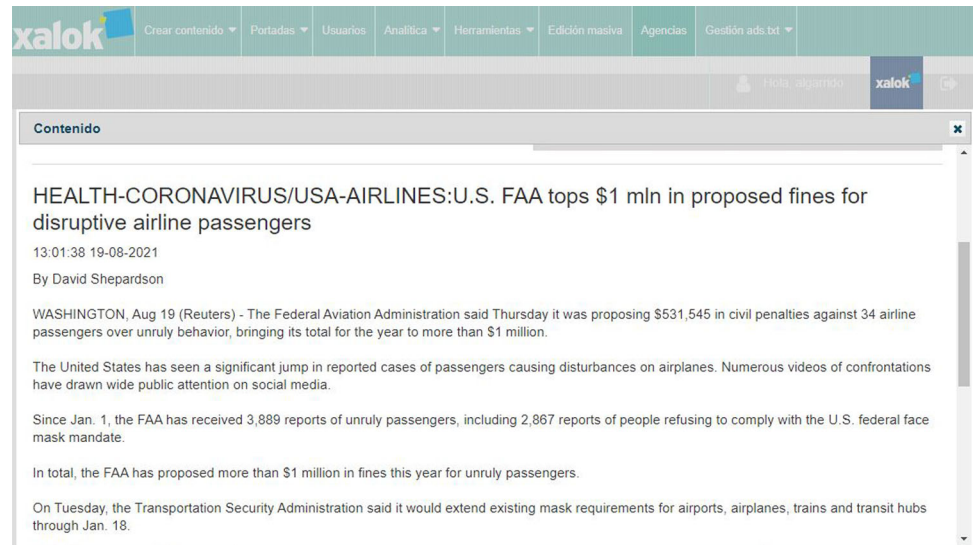 xalok
Crear contenido Portadas Usuarios Analítica Herramientas Edición masiva Agencias Gestión ads.txt
Hola, algarrido xalok
Contenido
HEALTH-CORONAVIRUS/USA-AIRLINES:U.S. FAA tops $1 mln in proposed fines for
disruptive airline passengers
13:01:38 19-08-2021
By David Shepardson
WASHINGTON, Aug 19 (Reuters) - The Federal Aviation Administration said Thursday it was proposing $531,545 in civil penalties against 34 airline
passengers over unruly behavior, bringing its total for the year to more than $1 million.
The United States has seen a significant jump in reported cases of passengers causing disturbances on airplanes. Numerous videos of confrontations
have drawn wide public attention on social media.
Since Jan. 1, the FAA has received 3,889 reports of unruly passengers, including 2,867 reports of people refusing to comply with the U.S. federal face
mask mandate.
In total, the FAA has proposed more than $1 million in fines this year for unruly passengers.
On Tuesday, the Transportation Security Administration said it would extend existing mask requirements for airports, airplanes, trains and transit hubs
through Jan. 18.